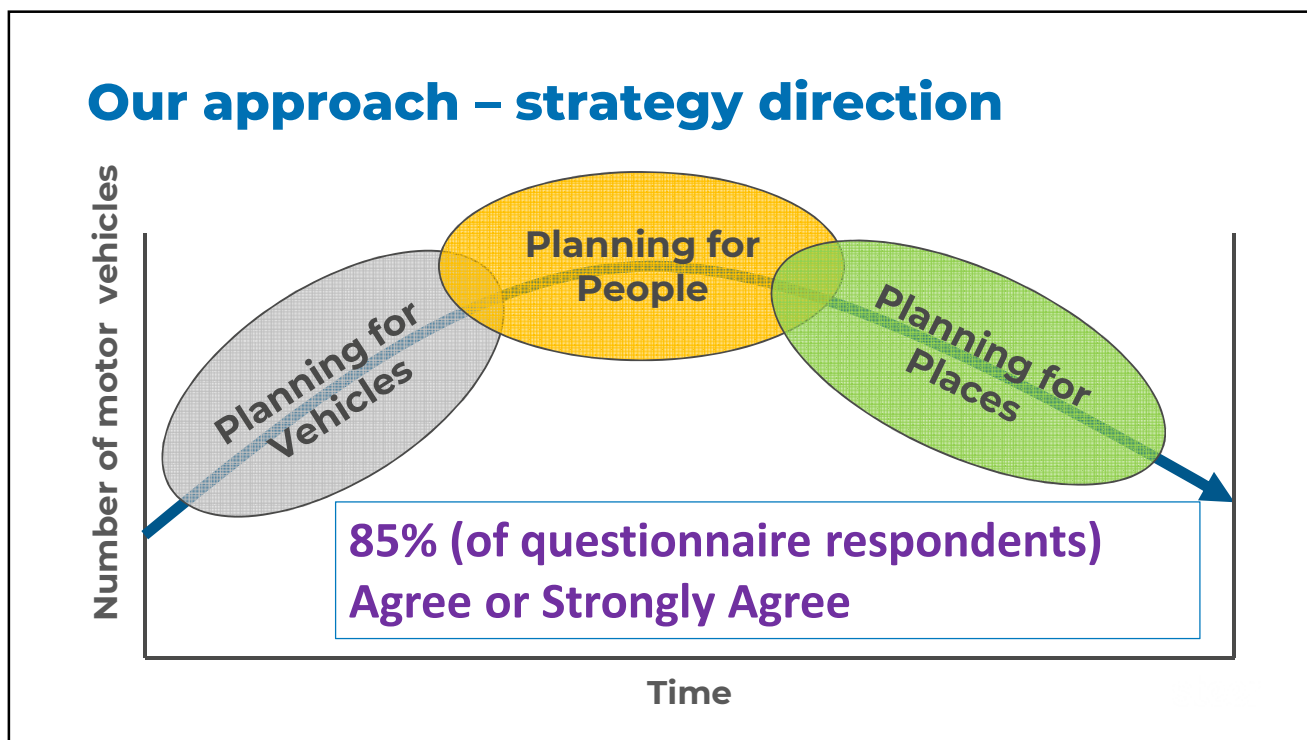 Our approach – strategy direction
Number of motor vehicles
Planning for
Vehicles
Planning for
People
Planning for
Places
85% (of questionnaire respondents)
Agree or Strongly Agree
Time